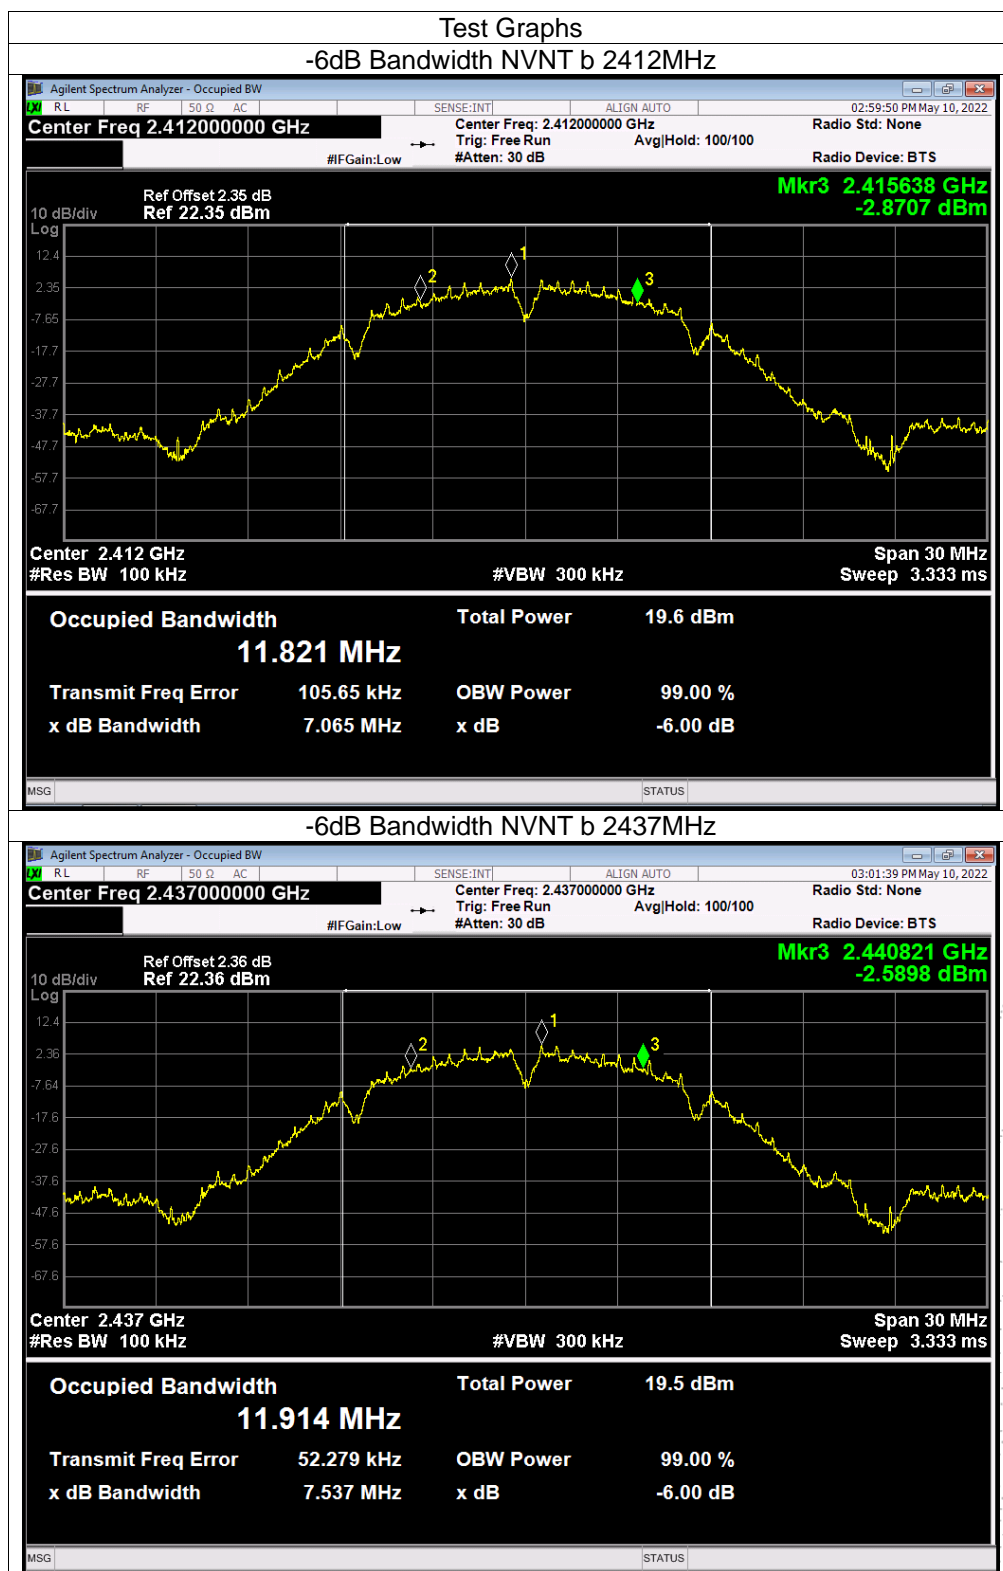 Test Graphs
-6dB Bandwidth NVNT b 2412MHz
Agilent Spectrum Analyzer - Occupied BW
LXI RL RF 50 Ω AC SENSE:INT ALIGN AUTO 02:59:50 PM May 10, 2022
Center Freq 2.412000000 GHz Center Freq: 2.412000000 GHz Radio Std: None
Trig: Free Run Avg|Hold: 100/100
#IFGain:Low #Atten: 30 dB Radio Device: BTS
Mkr3 2.415638 GHz
Ref Offset 2.35 dB
10 dB/div Ref 22.35 dBm -2.8707 dBm
Log
12.4
2.35
-7.65
-17.7
-27.7
-37.7
-47.7
-57.7
-67.7
1
2
3
Center 2.412 GHz Span 30 MHz
#Res BW 100 kHz #VBW 300 kHz Sweep 3.333 ms
Occupied Bandwidth Total Power 19.6 dBm
11.821 MHz
Transmit Freq Error 105.65 kHz OBW Power 99.00 %
x dB Bandwidth 7.065 MHz x dB -6.00 dB
MSG STATUS
-6dB Bandwidth NVNT b 2437MHz
Agilent Spectrum Analyzer - Occupied BW
LXI RL RF 50 Ω AC SENSE:INT ALIGN AUTO 03:01:39 PM May 10, 2022
Center Freq 2.437000000 GHz Center Freq: 2.437000000 GHz Radio Std: None
Trig: Free Run Avg|Hold: 100/100
#IFGain:Low #Atten: 30 dB Radio Device: BTS
Mkr3 2.440821 GHz
Ref Offset 2.36 dB
10 dB/div Ref 22.36 dBm -2.5898 dBm
Log
12.4
2.36
-7.64
-17.6
-27.6
-37.6
-47.6
-57.6
-67.6
1
2
3
Center 2.437 GHz Span 30 MHz
#Res BW 100 kHz #VBW 300 kHz Sweep 3.333 ms
Occupied Bandwidth Total Power 19.5 dBm
11.914 MHz
Transmit Freq Error 52.279 kHz OBW Power 99.00 %
x dB Bandwidth 7.537 MHz x dB -6.00 dB
MSG STATUS